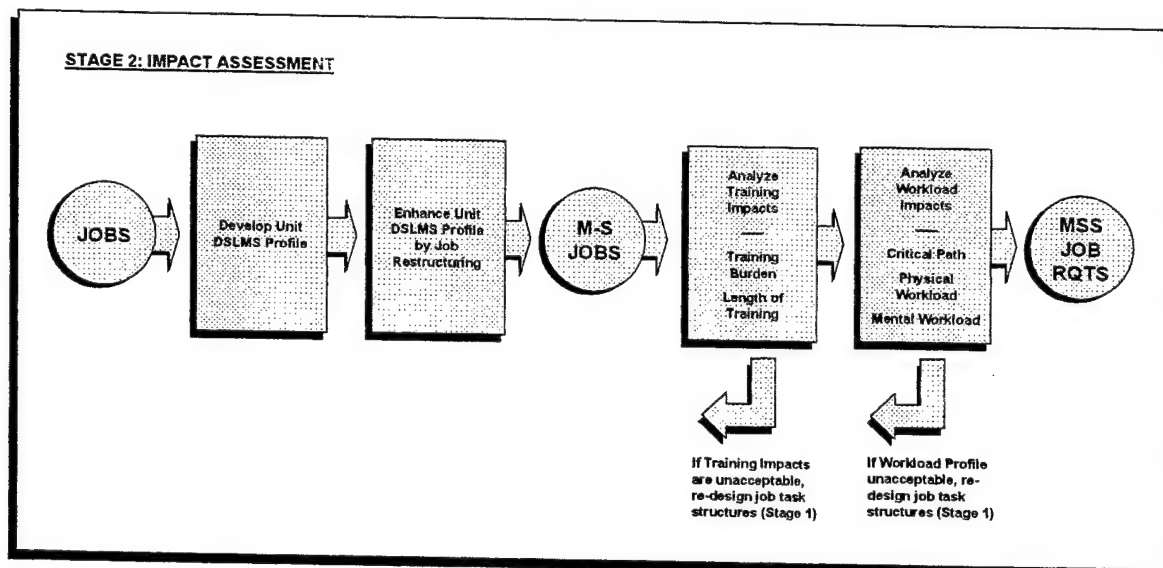 STAGE 2: IMPACT ASSESSMENT
JOBS
Develop Unit
DSLMS Profile
Enhance Unit
DSLMS Profile
by Job
Restructuring
M-S
JOBS
Analyze
Training
Impacts
Training
Burden
Length of
Training
Analyze
Workload
Impacts
Critical Path
Physical
Workload
Mental Workload
MSS
JOB
RQTS
If Training Impacts
are unacceptable,
re-design job task
structures (Stage 1)
If Workload Profile
unacceptable, re-
design job task
structures (Stage 1)